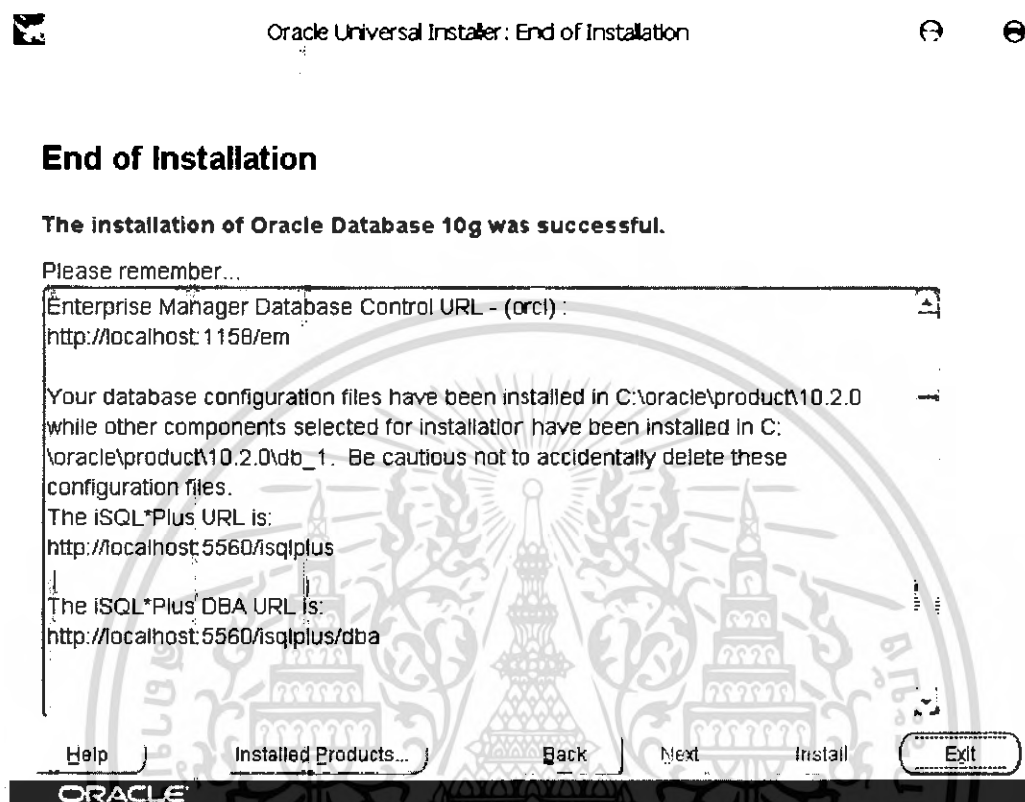 Oracle Universal Installer: End of Installation
End of Installation
The installation of Oracle Database 10g was successful.
Please remember...
Enterprise Manager Database Control URL - (orcl) :
http://localhost:1158/em
Your database configuration files have been installed in C:\oracle\product\10.2.0
while other components selected for installation have been installed in C:
\oracle\product\10.2.0\db_1. Be cautious not to accidentally delete these
configuration files.
The iSQL*Plus URL is:
http://localhost:5560/isqlplus
The iSQL*Plus DBA URL is:
http://localhost:5560/isqlplus/dba
Help Installed Products... Back Next Install Exit
ORACLE